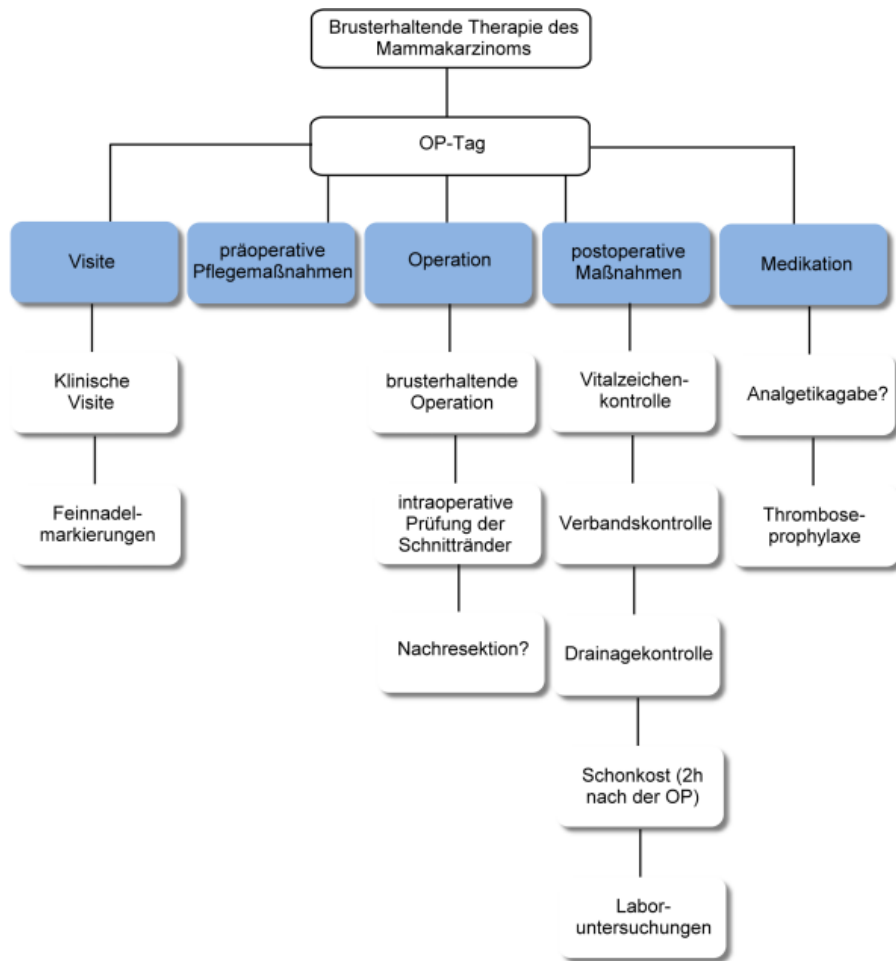 Brusterhaltende Therapie des
Mammakarzinoms
OP-Tag
Visite
präoperative
Pflegemaßnahmen
Operation
postoperative
Maßnahmen
Medikation
Klinische
Visite
brusterhaltende
Operation
Vitalzeichen-
kontrolle
Analgetikagabe?
Feinnadel-
markierungen
intraoperative
Prüfung der
Schnittränder
Verbandskontrolle
Thrombose-
prophylaxe
Nachresektion?
Drainagekontrolle
Schonkost (2h
nach der OP)
Labor-
untersuchungen